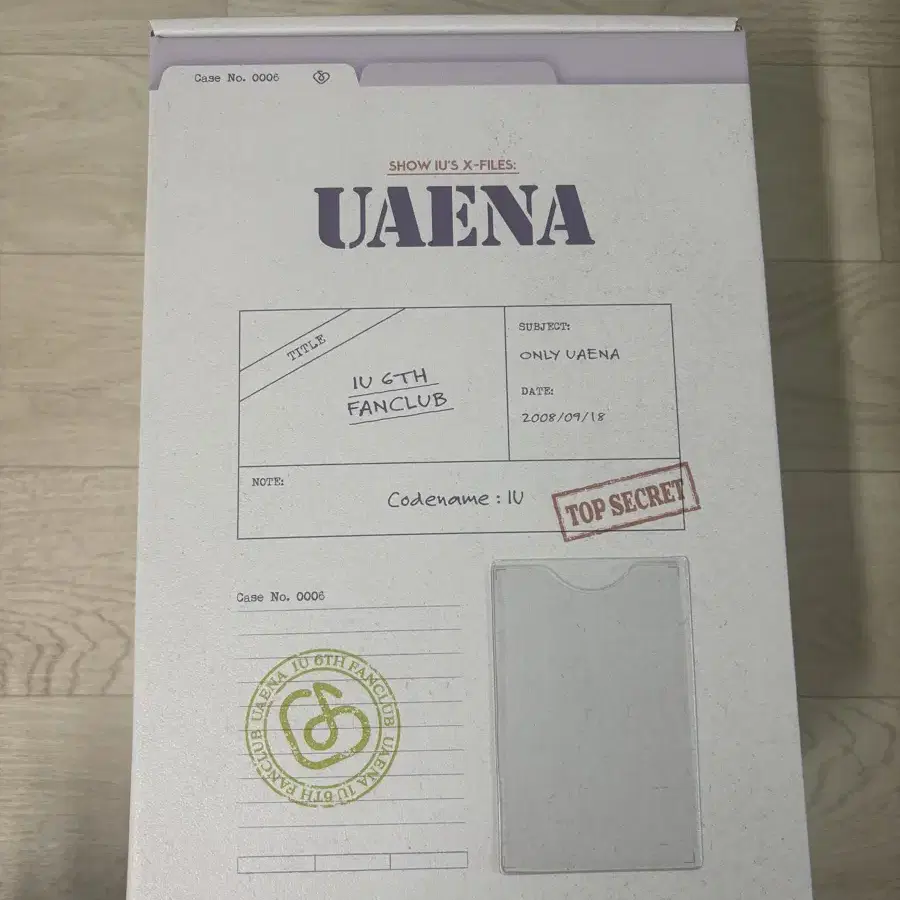 Case No. 0006
SHOW IU'S X-FILES:
UAENA
TITLE
IU 6TH
FANCLUB
SUBJECT:
ONLY UAENA
DATE:
2008/09/18
NOTE:
Codename : IU
TOP SECRET
Case No. 0006
UAENA IU 6TH FANCLUB UAENA IU 6TH FANCLUB